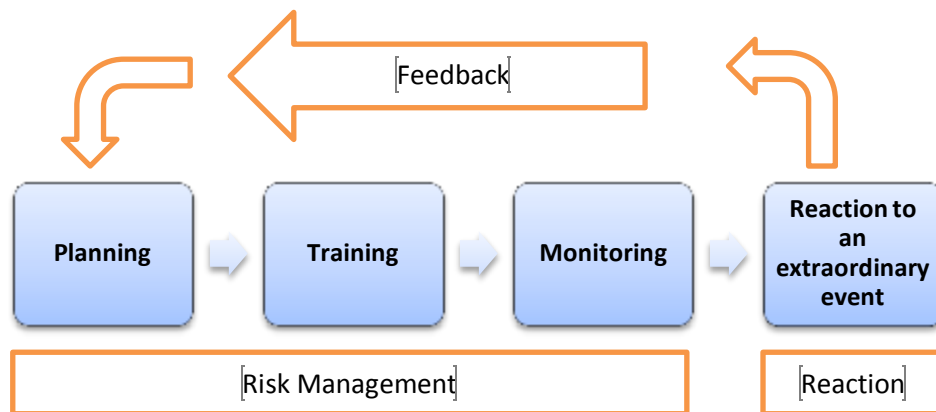 Feedback
Planning
Training
Monitoring
Reaction to
an
extraordinary
event
Risk Management
Reaction